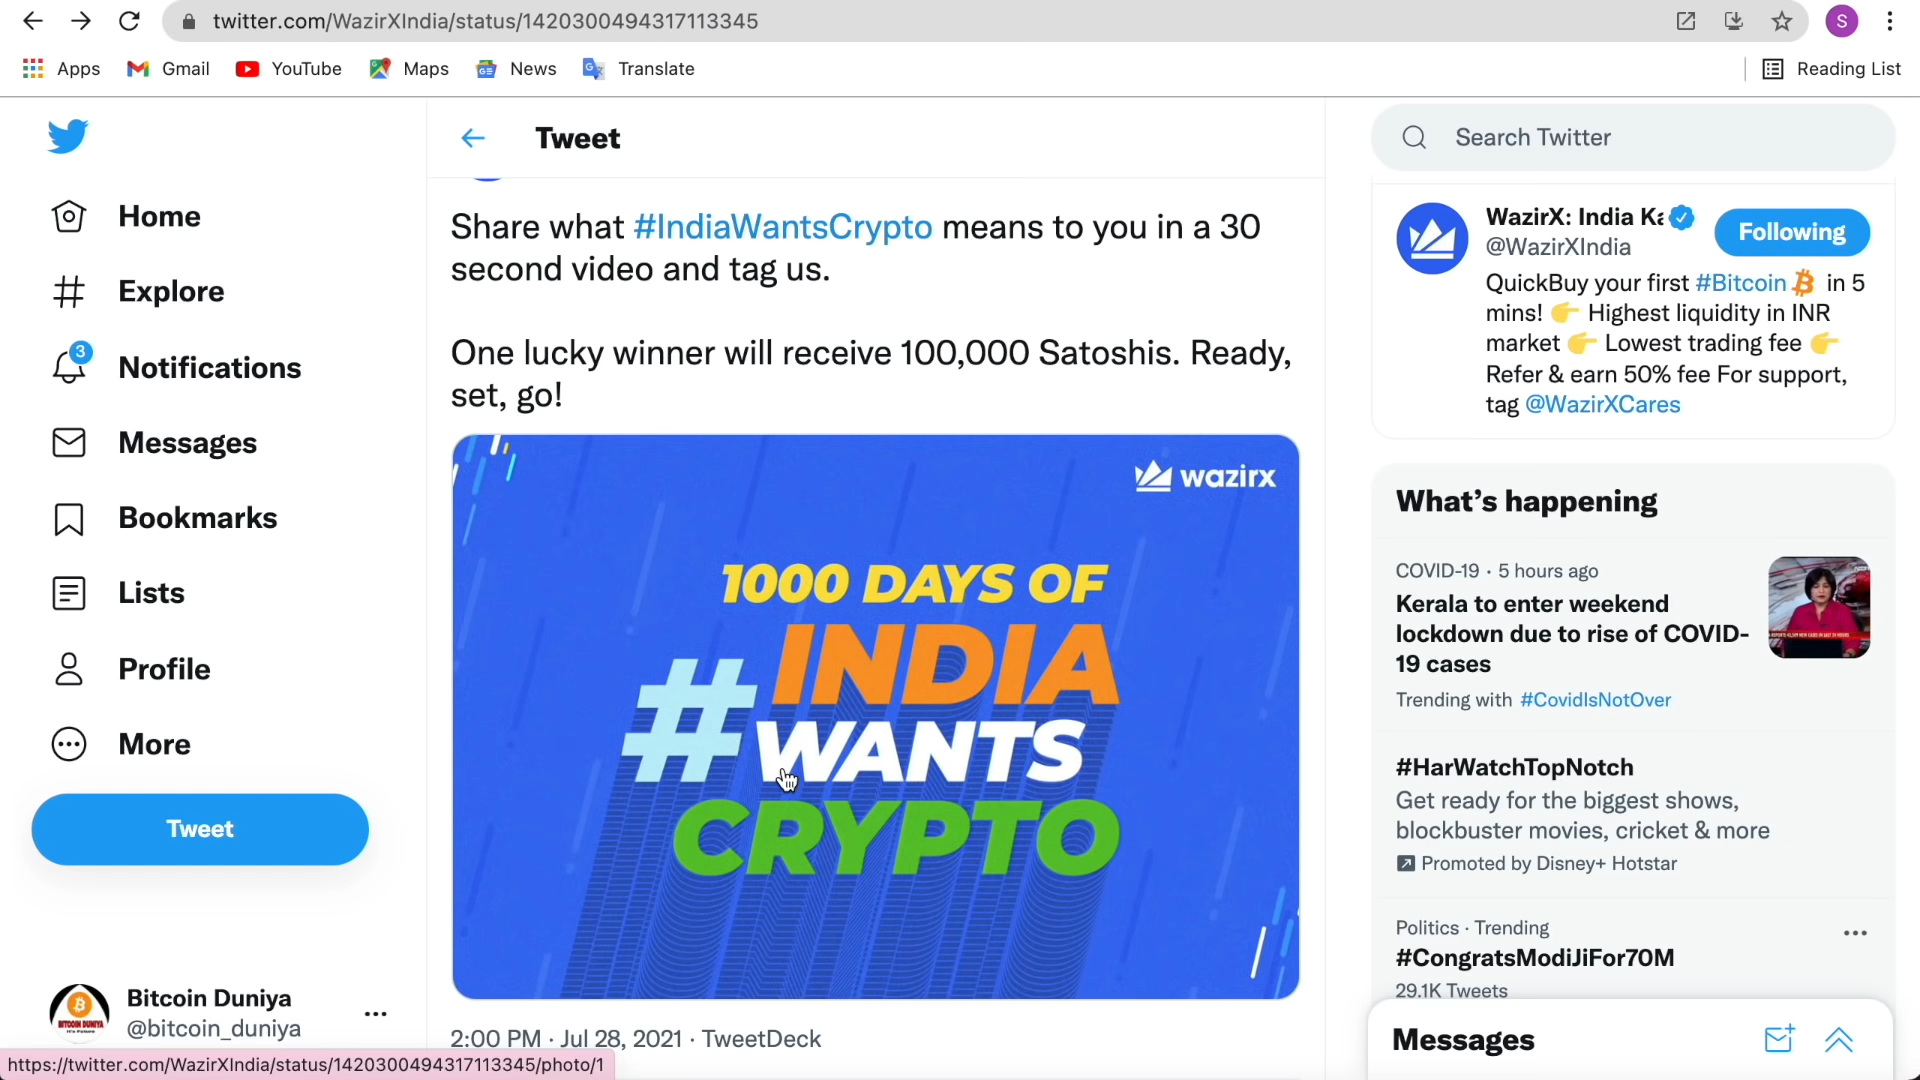 twitter.com/WazirXIndia/status/1420300494317113345
S
Apps
Gmail
YouTube
Maps
News
Translate
Reading List
Home
Explore
3
Notifications
Messages
Bookmarks
Lists
Profile
More
Tweet
Bitcoin Duniya
@bitcoin_duniya
https://twitter.com/WazirXIndia/status/1420300494317113345/photo/1
Tweet
Share what #IndiaWantsCrypto means to you in a 30
second video and tag us.
One lucky winner will receive 100,000 Satoshis. Ready,
set, go!
wazirx
1000 DAYS OF
#INDIA
WANTS
CRYPTO
2:00 PM · Jul 28, 2021 · TweetDeck
Search Twitter
WazirX: India Ka
@WazirXIndia
Following
QuickBuy your first #Bitcoin in 5
mins! 👉 Highest liquidity in INR
market 👉 Lowest trading fee 👉
Refer & earn 50% fee For support,
tag @WazirXCares
What's happening
COVID-19 · 5 hours ago
Kerala to enter weekend
lockdown due to rise of COVID-
19 cases
Trending with #CovidIsNotOver
#HarWatchTopNotch
Get ready for the biggest shows,
blockbuster movies, cricket & more
Promoted by Disney+ Hotstar
Politics · Trending
#CongratsModiJiFor70M
29.1K Tweets
Messages